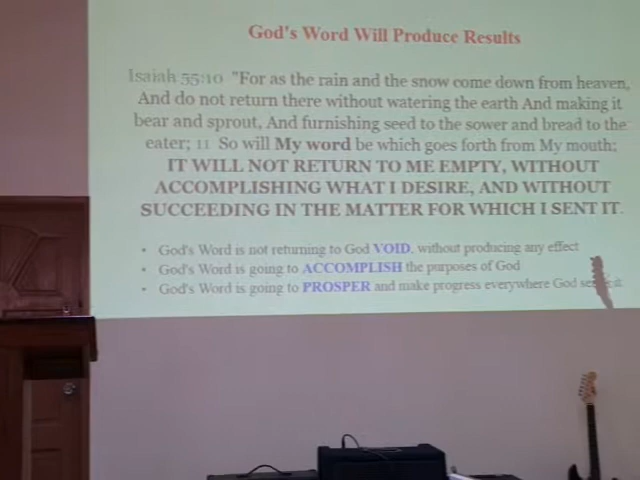 God's Word Will Produce Results
Isaiah 55:10 "For as the rain and the snow come down from heaven,
And do not return there without watering the earth And making it
bear and sprout, And furnishing seed to the sower and bread to the
eater; 11 So will My word be which goes forth from My mouth;
IT WILL NOT RETURN TO ME EMPTY, WITHOUT
ACCOMPLISHING WHAT I DESIRE, AND WITHOUT
SUCCEEDING IN THE MATTER FOR WHICH I SENT IT.
• God's Word is not returning to God VOID, without producing any effect
• God's Word is going to ACCOMPLISH the purposes of God
• God's Word is going to PROSPER and make progress everywhere God